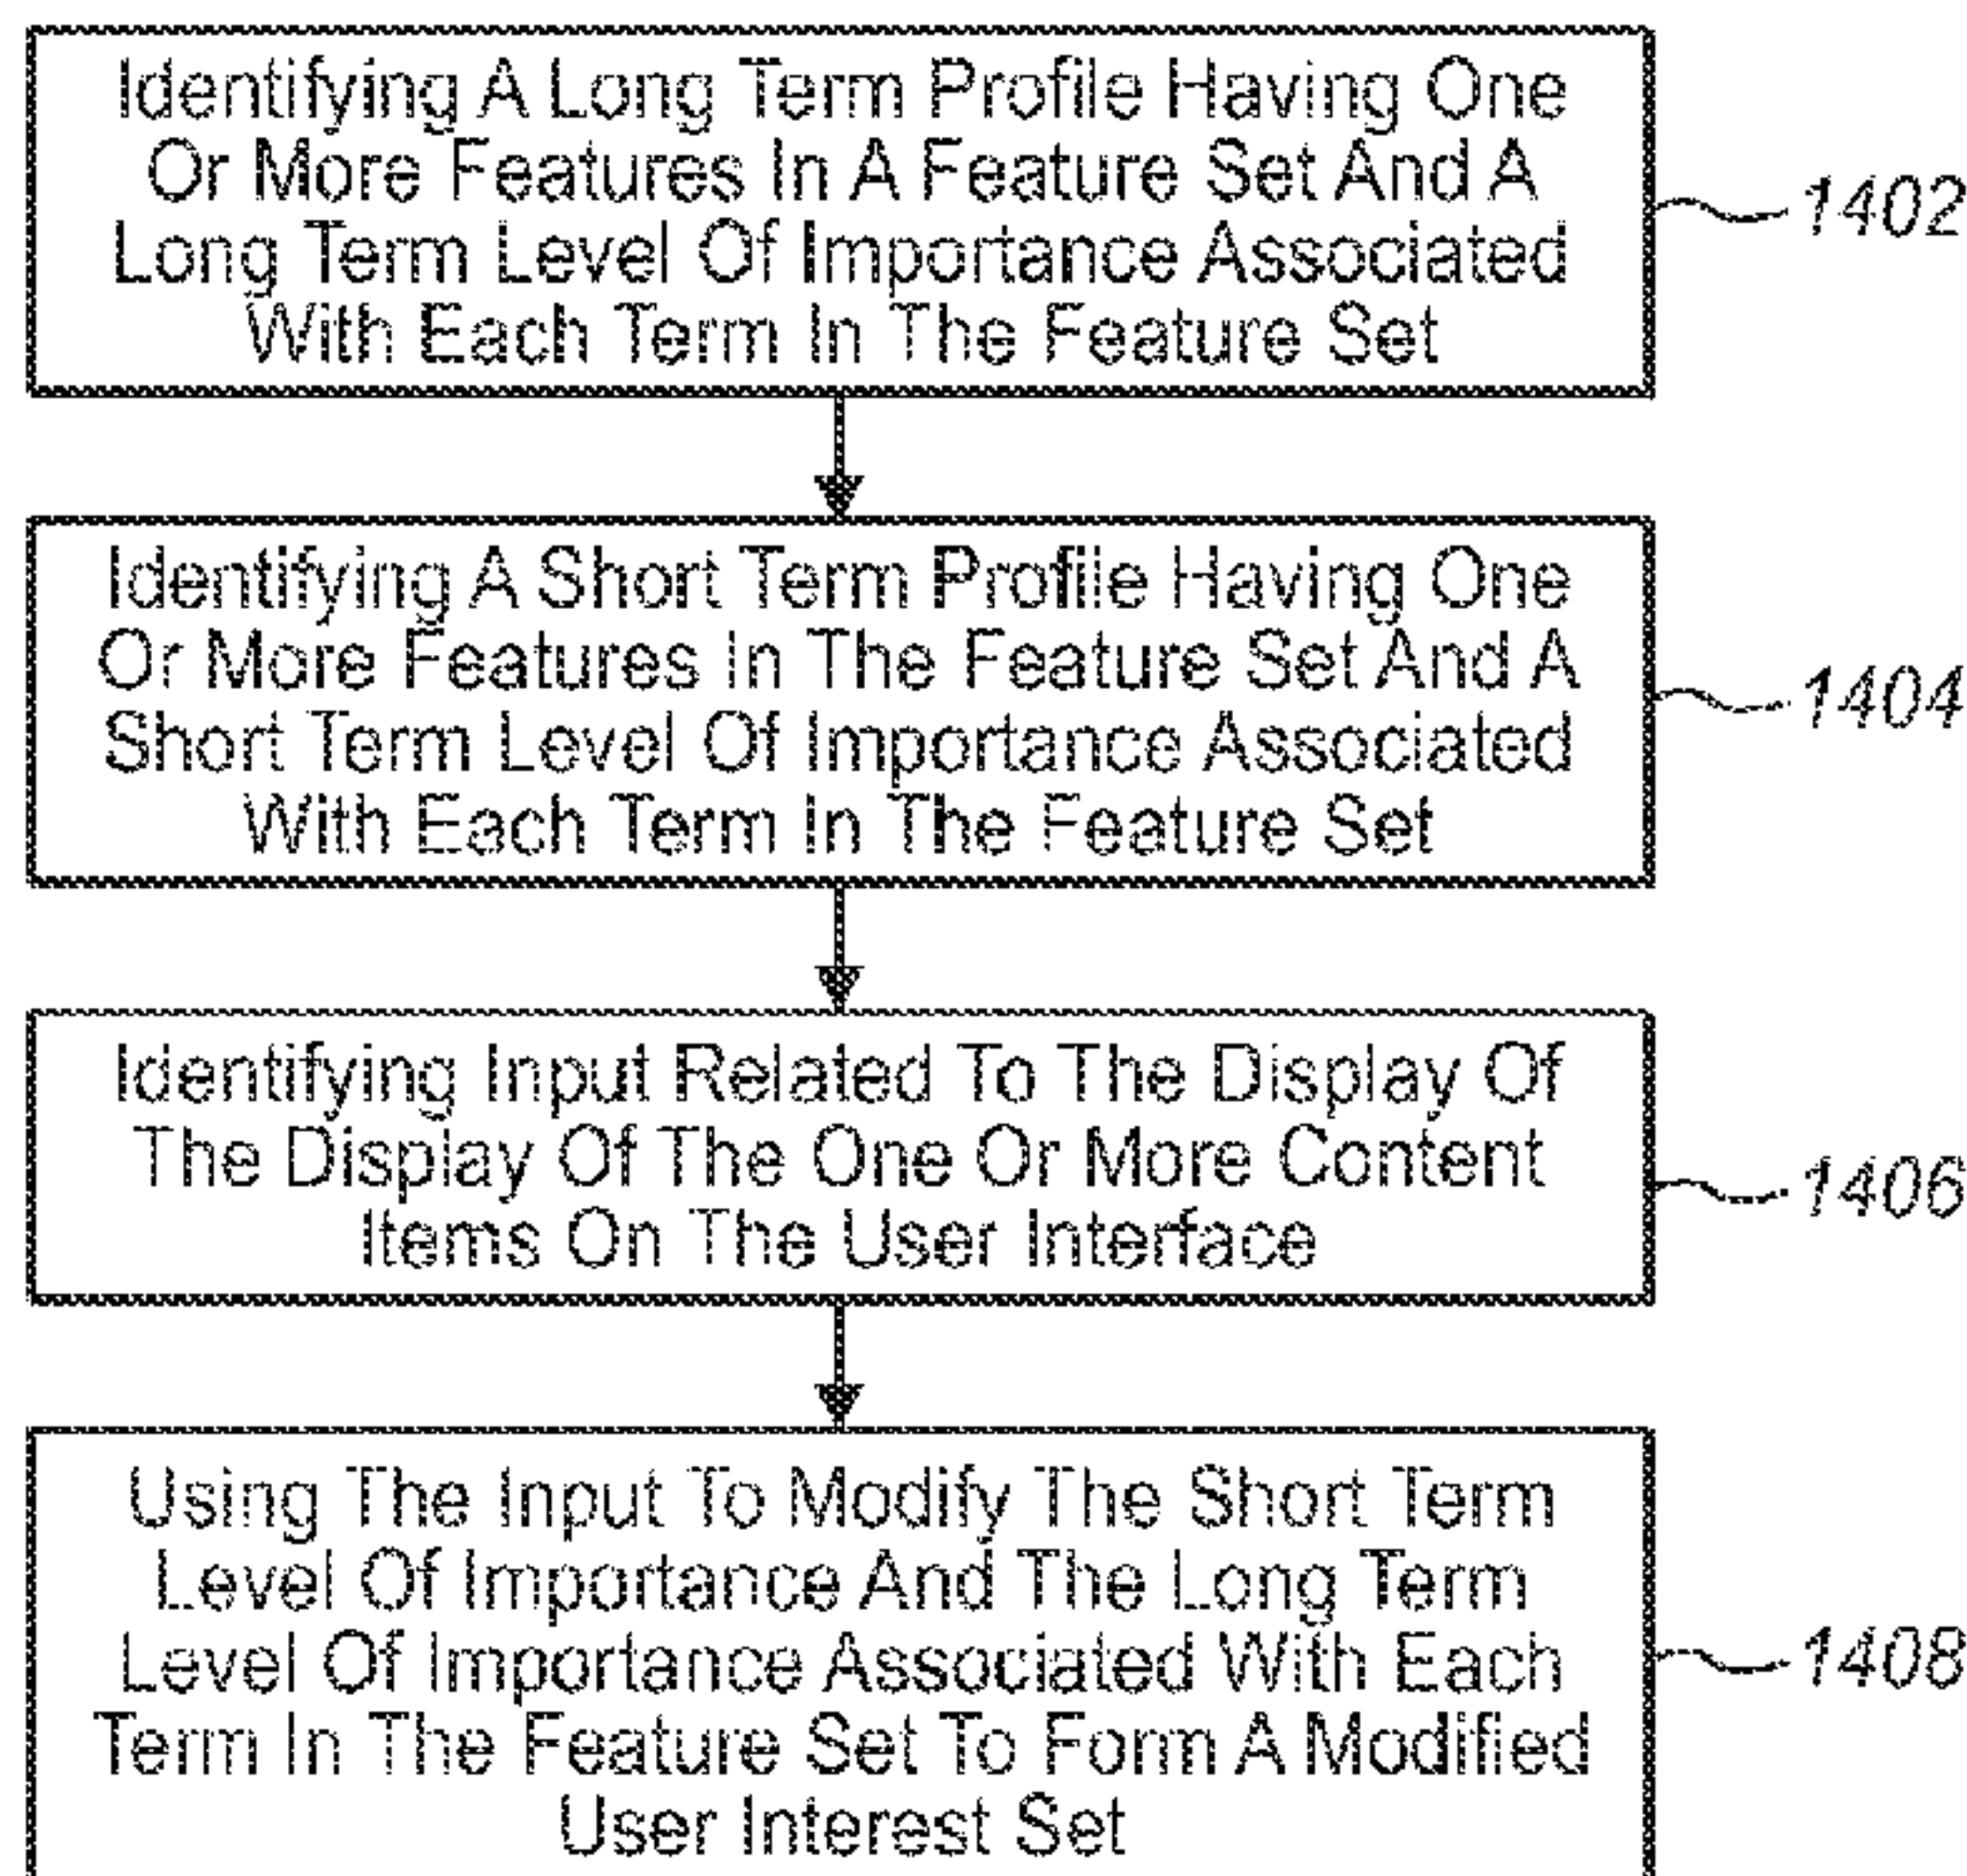 Identifying A Long Term Profile Having One
Or More Features In A Feature Set And A
Long Term Level Of Importance Associated
With Each Term In The Feature Set
1402
Identifying A Short Term Profile Having One
Or More Features In The Feature Set And A
Short Term Level Of Importance Associated
With Each Term In The Feature Set
1404
Identifying Input Related To The Display Of
The Display Of The One Or More Content
Items On The User Interface
1406
Using The Input To Modify The Short Term
Level Of Importance And The Long Term
Level Of Importance Associated With Each
Term In The Feature Set To Form A Modified
User Interest Set
1408